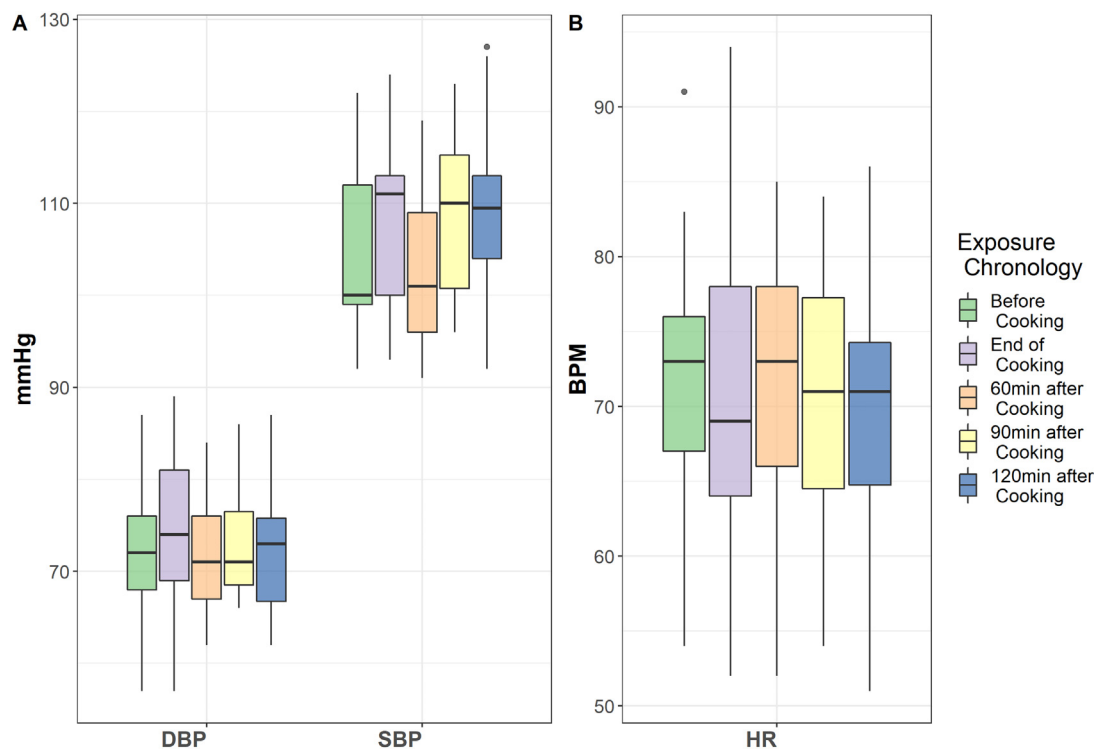 A
130
110
90
70
mmHg
DBP
SBP
B
90
80
70
60
50
BPM
HR
Exposure
Chronology
Before
Cooking
End of
Cooking
60min after
Cooking
90min after
Cooking
120min after
Cooking